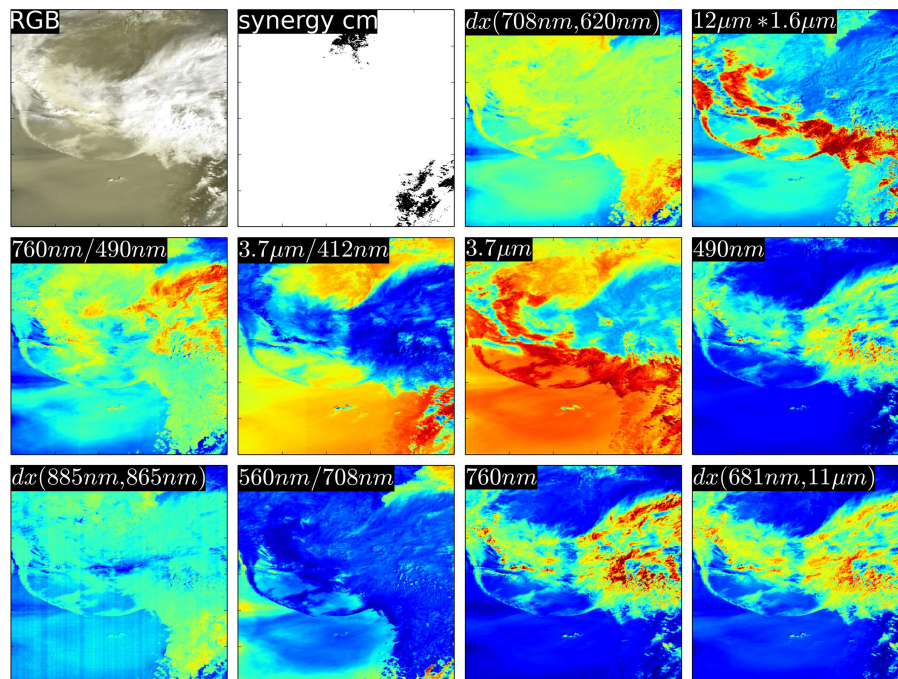 RGB
synergy cm
dx(708nm,620nm)
12μm∗1.6μm
760nm/490nm
3.7μm/412nm
3.7μm
490nm
dx(885nm,865nm)
560nm/708nm
760nm
dx(681nm,11μm)